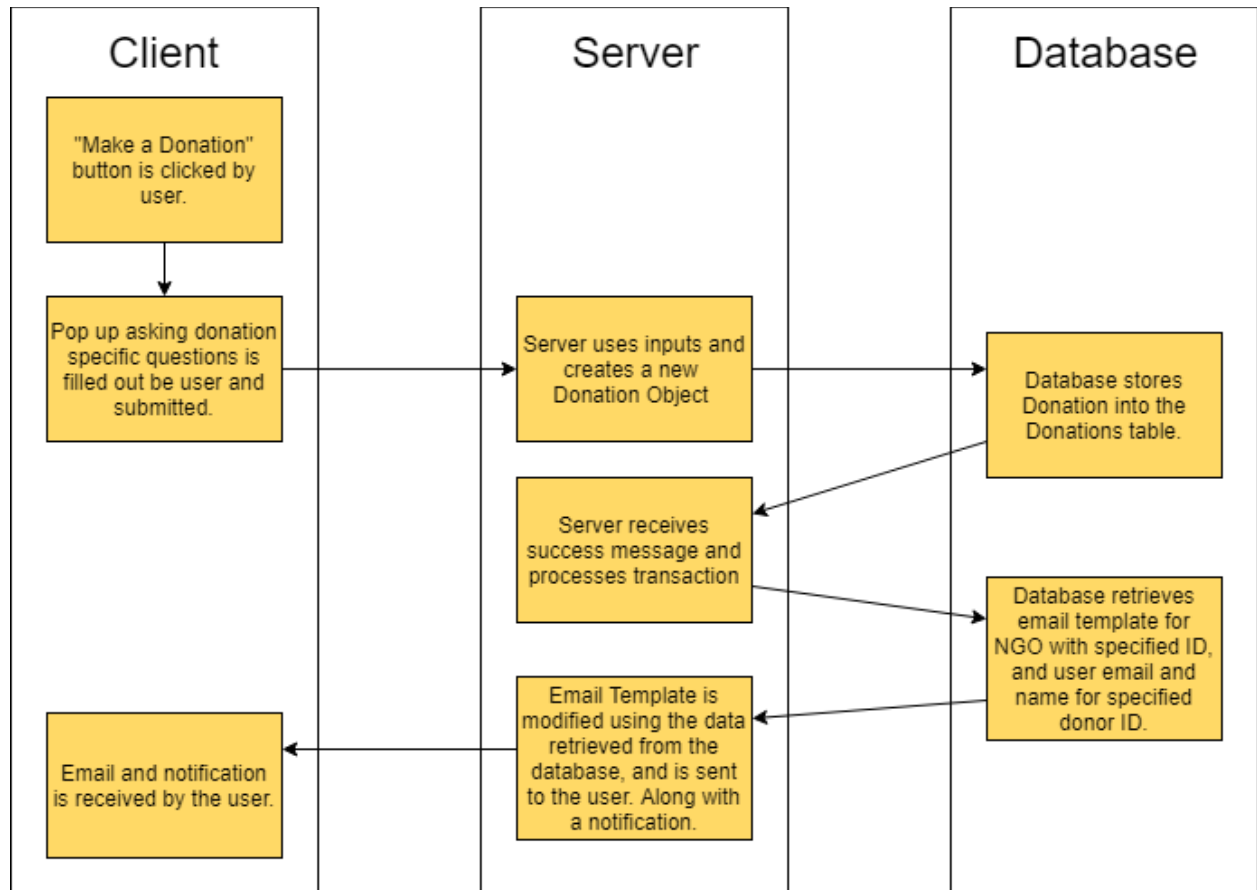 Client
Server
Database
"Make a Donation"
button is clicked by
user.
Pop up asking donation
specific questions is
filled out be user and
submitted.
Server uses inputs and
creates a new
Donation Object
Database stores
Donation into the
Donations table.
Server receives
success message and
processes transaction
Database retrieves
email template for
NGO with specified ID,
and user email and
name for specified
donor ID.
Email Template is
modified using the data
retrieved from the
database, and is sent
to the user. Along with
a notification.
Email and notification
is received by the user.